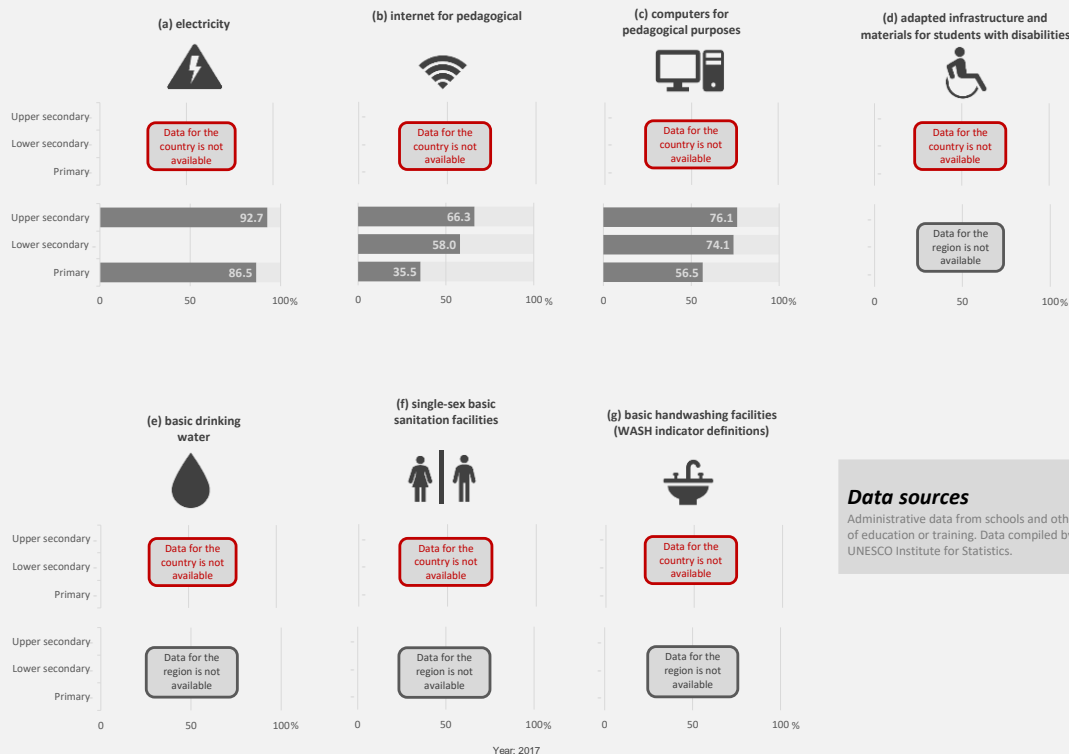 (a) electricity
(b) internet for pedagogical
(c) computers for
pedagogical purposes
(d) adapted infrastructure and
materials for students with disabilities
Upper secondary
Lower secondary
Primary
Data for the
country is not
available
Data for the
country is not
available
Data for the
country is not
available
Data for the
country is not
available
Upper secondary
Lower secondary
Primary
92.7
86.5
66.3
58.0
35.5
76.1
74.1
56.5
Data for the
region is not
available
0 50 100%
0 50 100 %
0 50 100 %
0 50 100 %
(e) basic drinking
water
(f) single-sex basic
sanitation facilities
(g) basic handwashing facilities
(WASH indicator definitions)
Upper secondary
Lower secondary
Primary
Data for the
country is not
available
Data for the
country is not
available
Data for the
country is not
available
Upper secondary
Lower secondary
Primary
Data for the
region is not
available
Data for the
region is not
available
Data for the
region is not
available
0 50 100%
0 50 100 %
0 50 100 %
Year: 2017
Data sources
Administrative data from schools and oth
of education or training. Data compiled by
UNESCO Institute for Statistics.